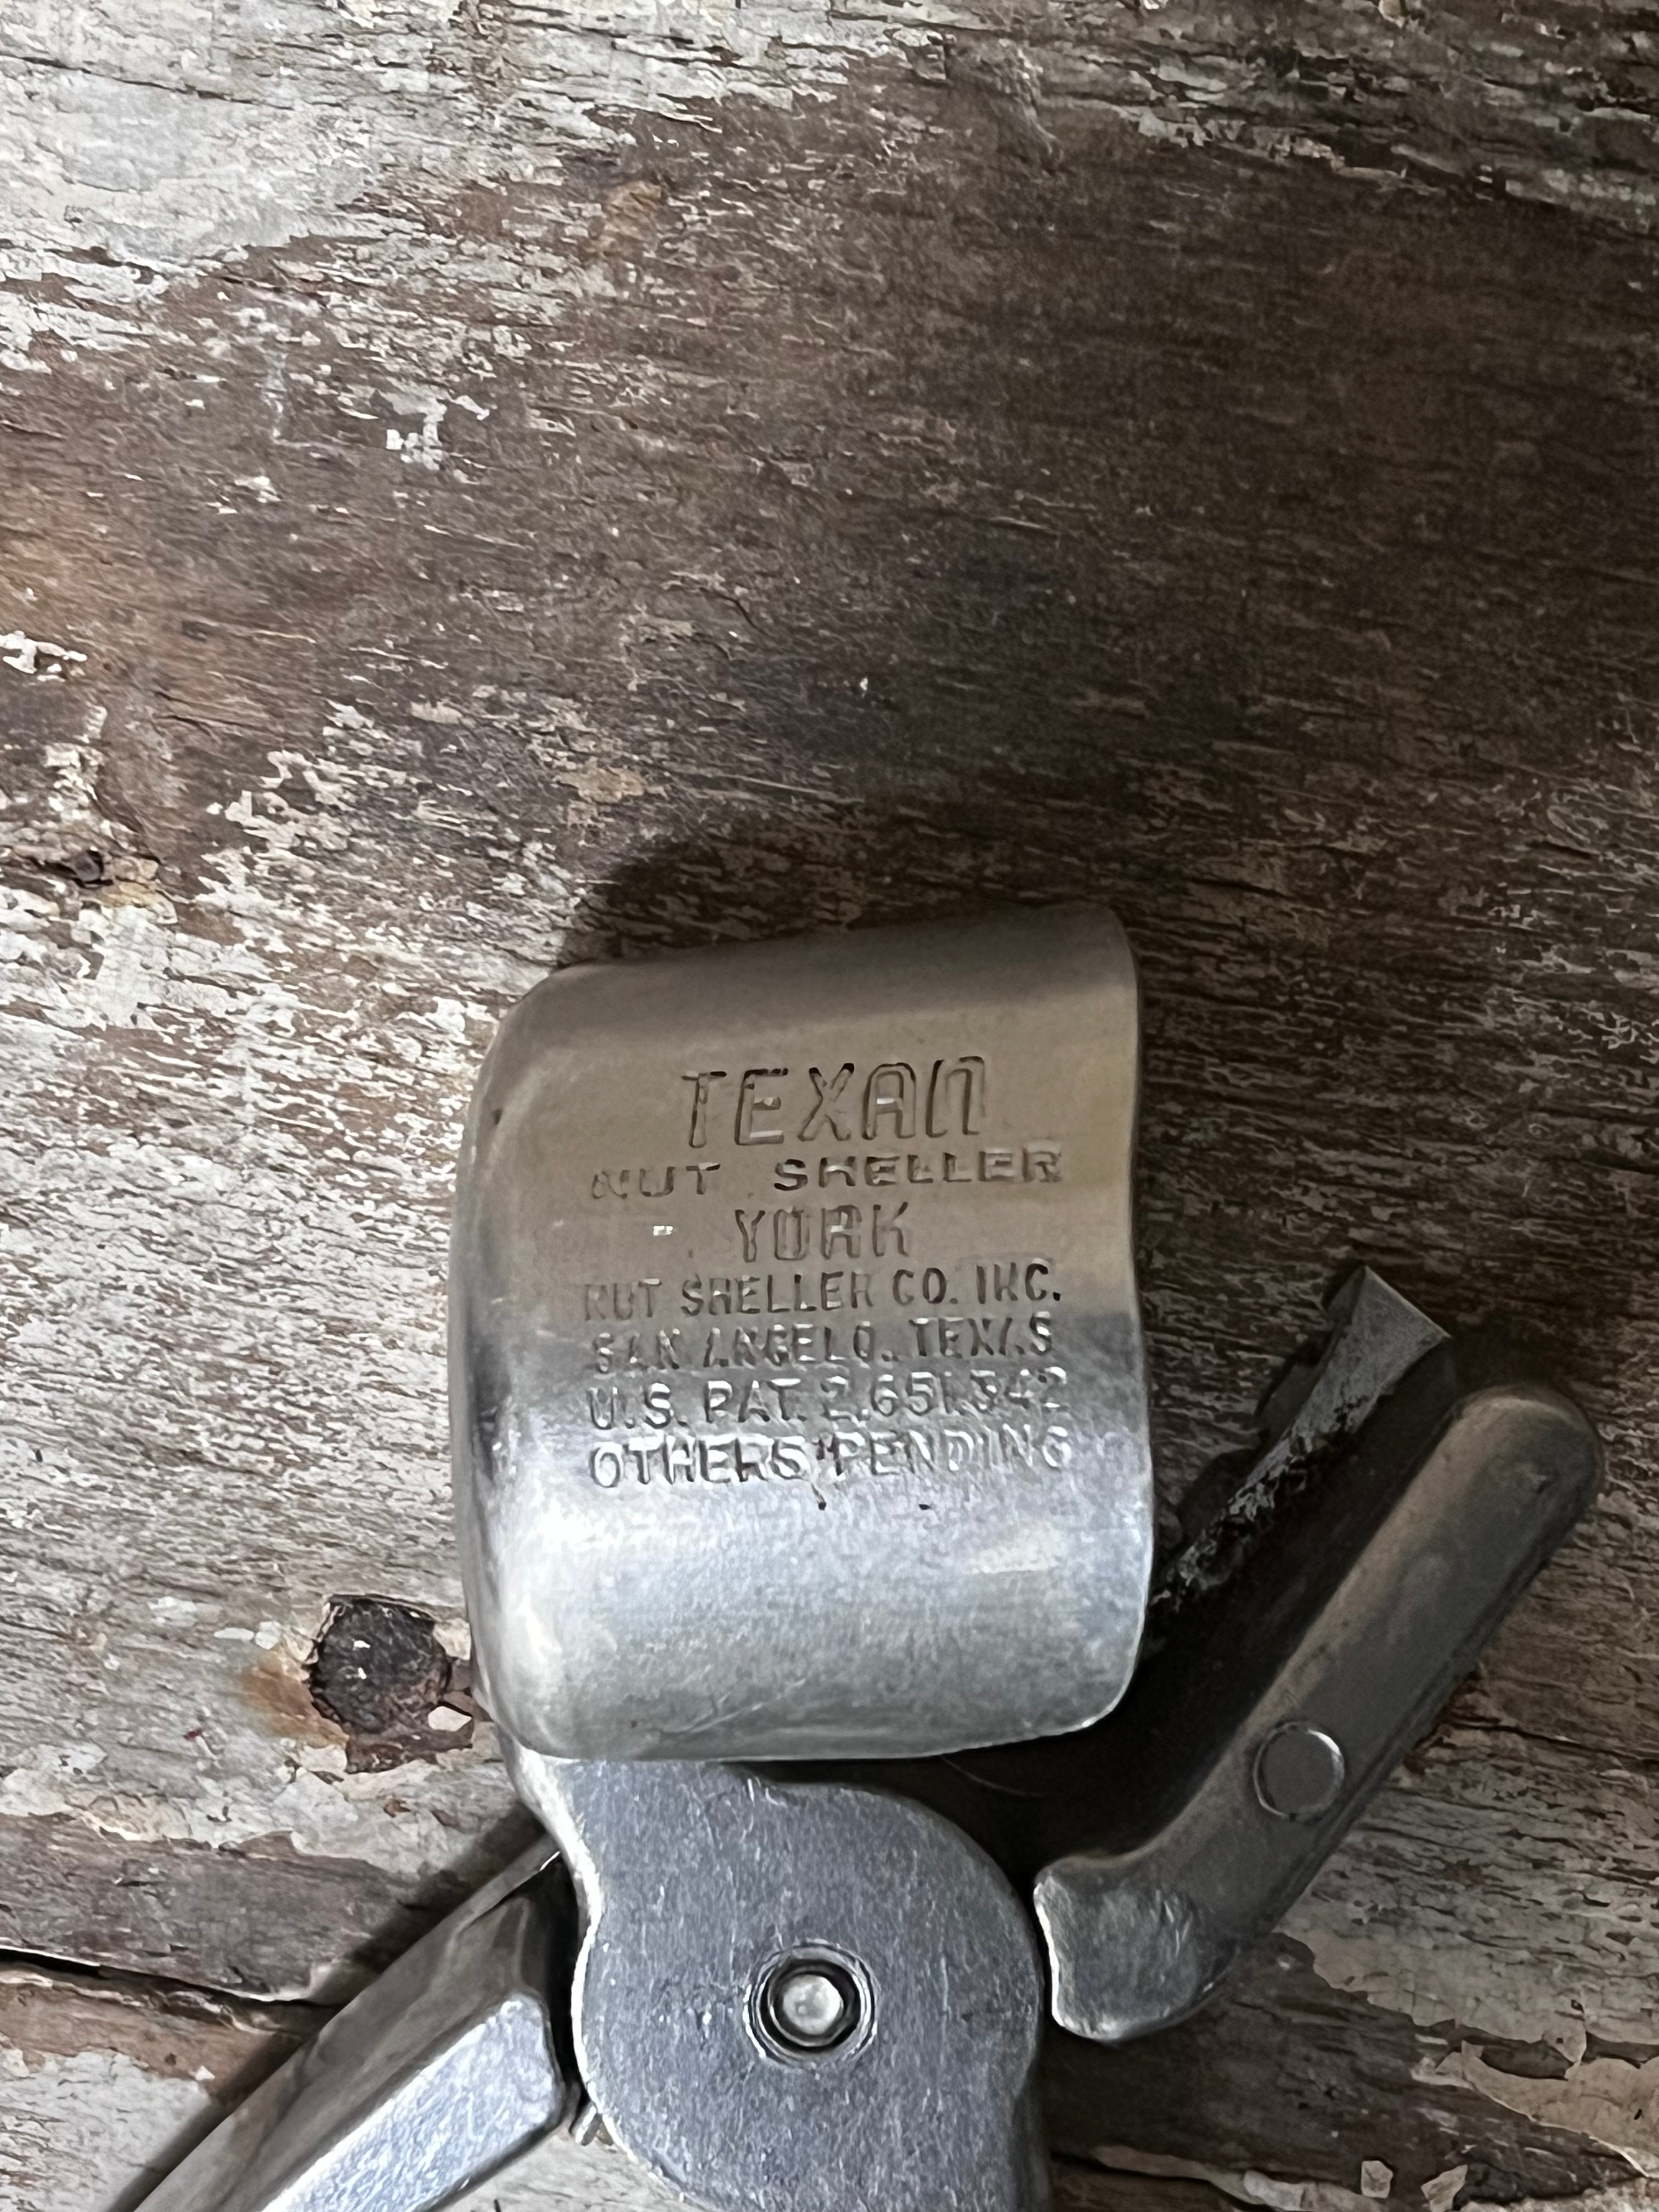 TEXAN
NUT SHELLER
YORK
NUT SHELLER CO. INC.
SAN ANGELO, TEXAS
U.S. PAT. 2,651,342
OTHERS PENDING